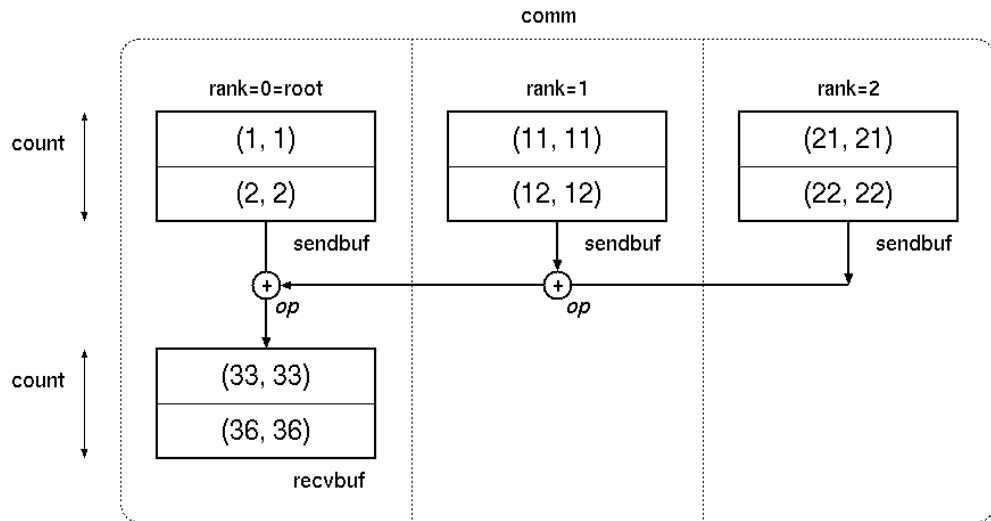 comm
rank=0=root
rank=1
rank=2
count
(1, 1)
(2, 2)
(11, 11)
(12, 12)
(21, 21)
(22, 22)
sendbuf
sendbuf
sendbuf
+
op
+
op
count
(33, 33)
(36, 36)
recvbuf